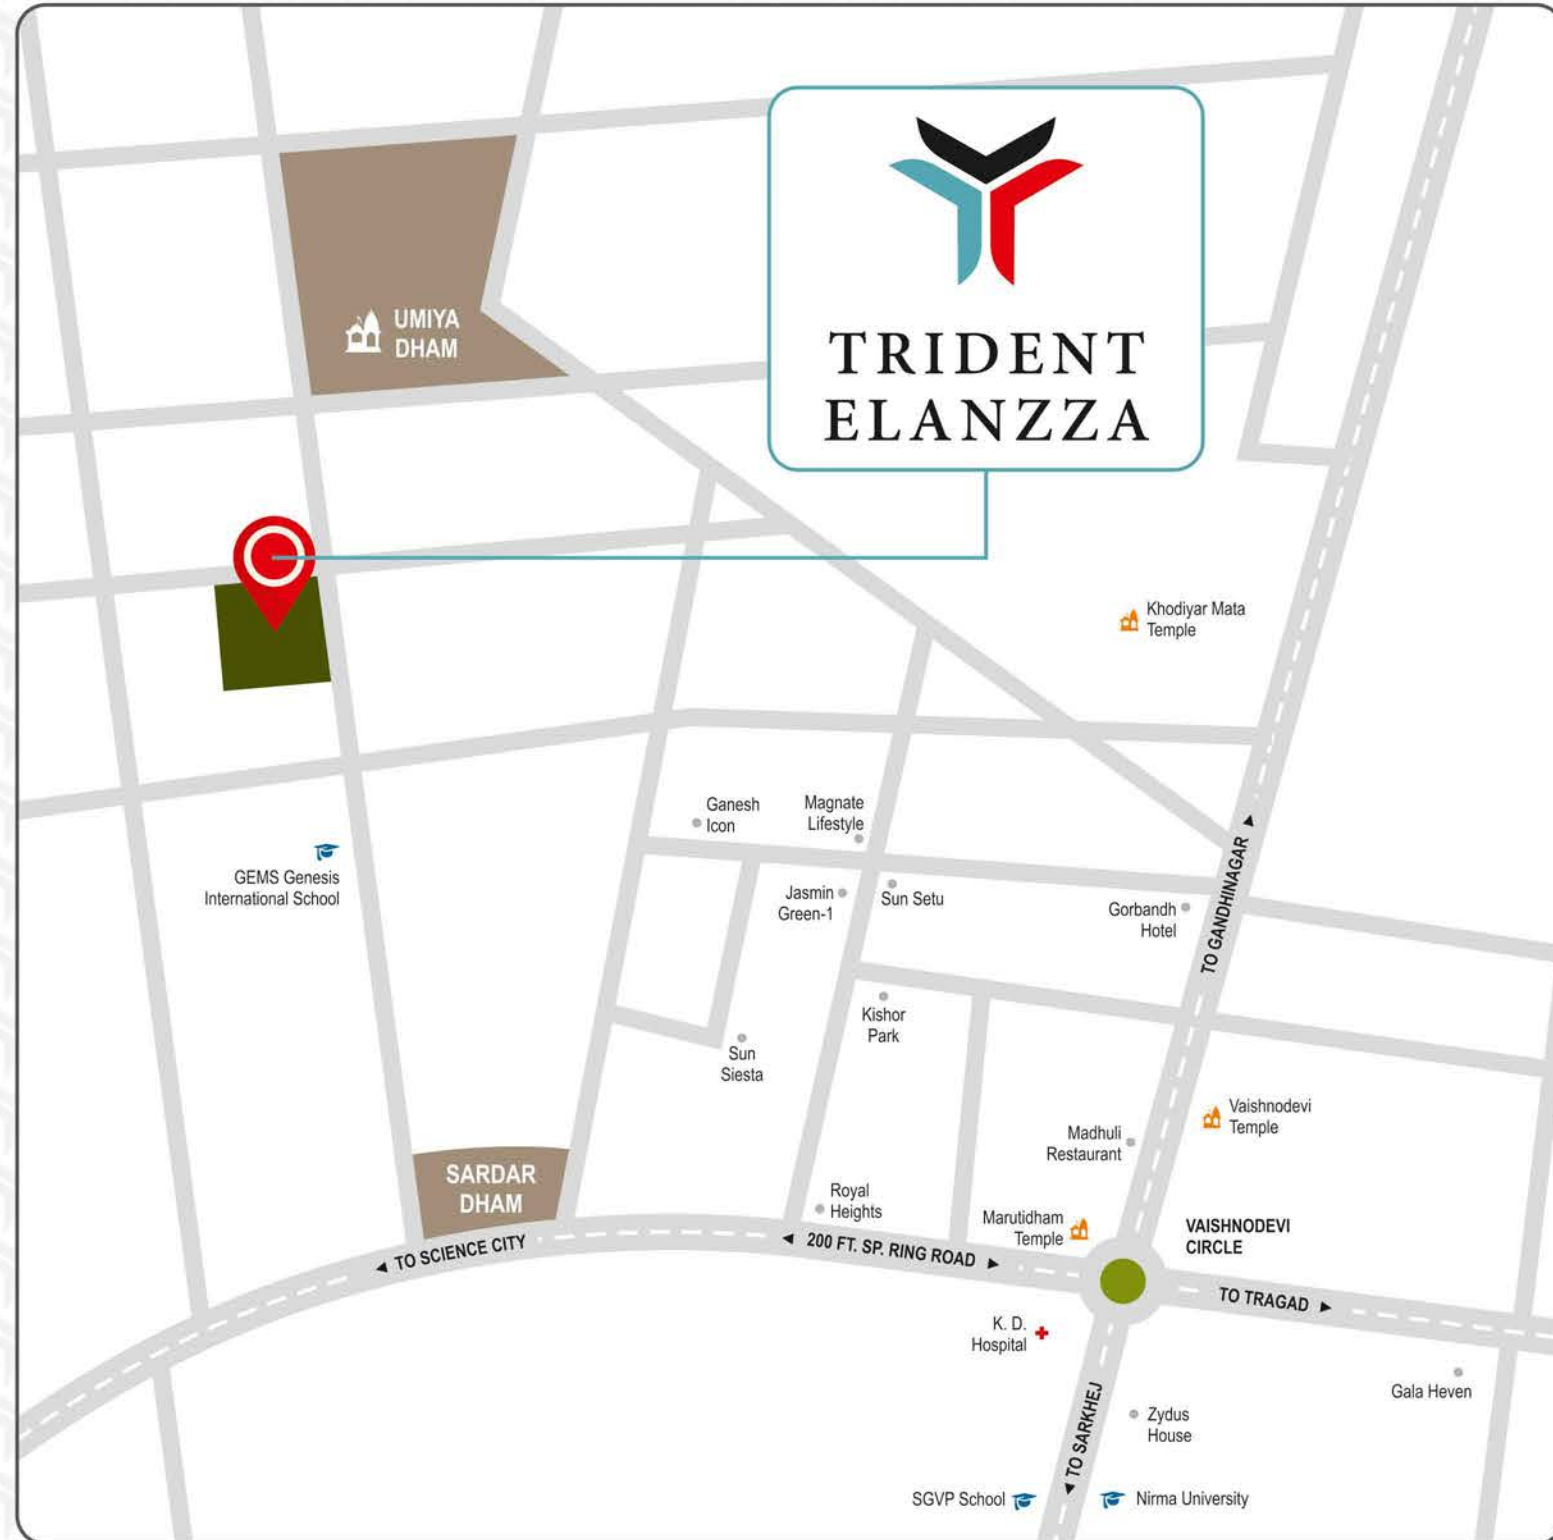 TRIDENT
ELANZZA
UMIYA
DHAM
Khodiyar Mata
Temple
Ganesh
Icon
Magnate
Lifestyle
GEMS Genesis
International School
Jasmin
Green-1
Sun Setu
Gorbandh
Hotel
TO GANDHINAGAR
Kishor
Park
Sun
Siesta
Vaishnodevi
Temple
Madhuli
Restaurant
SARDAR
DHAM
Royal
Heights
Marutidham
Temple
VAISHNODEVI
CIRCLE
TO SCIENCE CITY
200 FT. SP. RING ROAD
TO TRAGAD
K. D.
Hospital
Gala Heven
TO SARKHEJ
Zydus
House
SGVP School
Nirma University